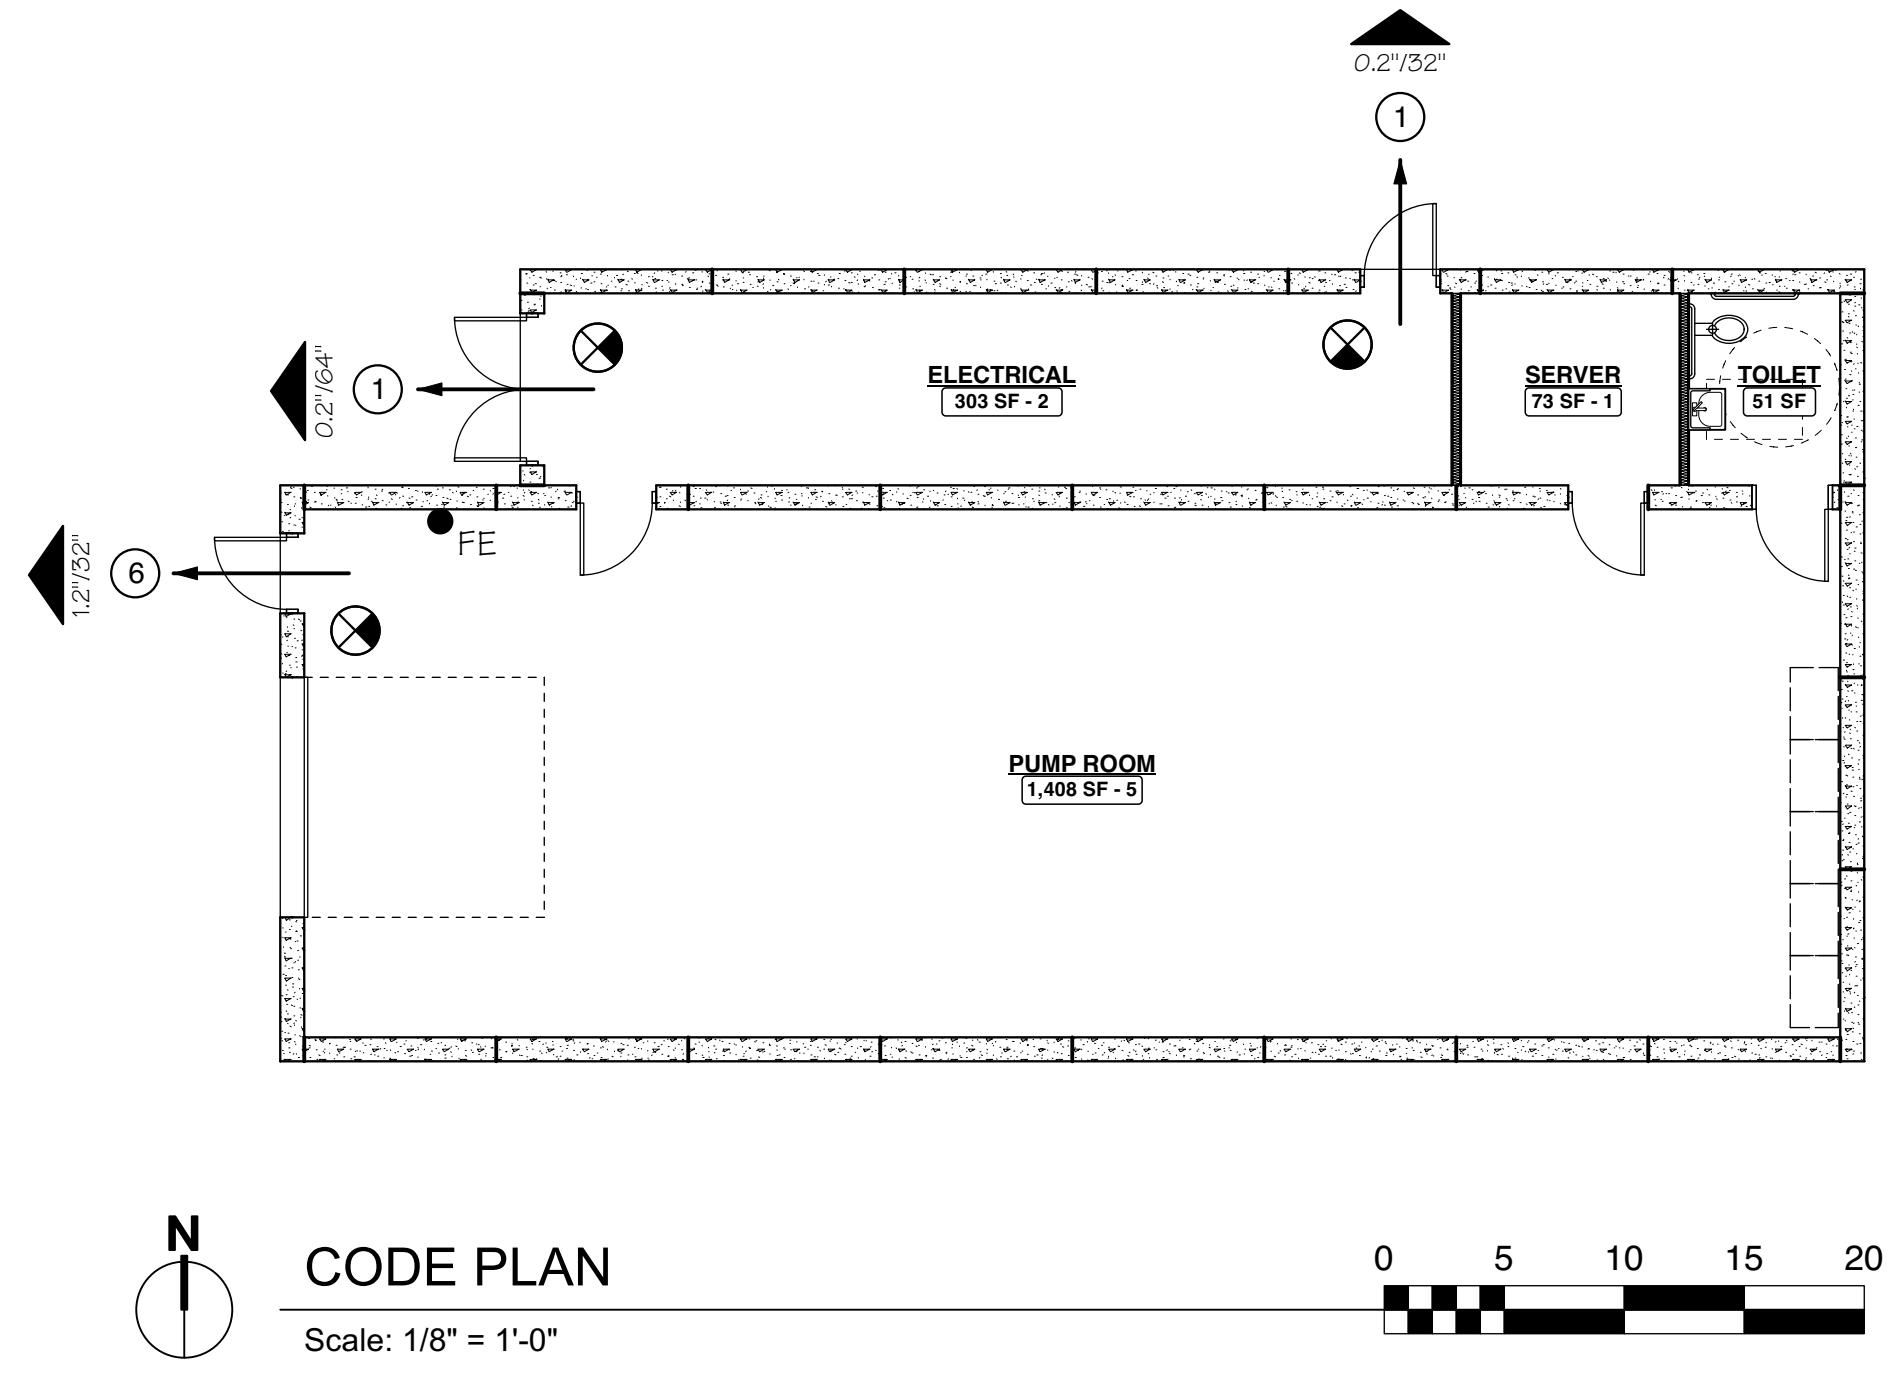 0.2"/32"
1
ELECTRICAL
303 SF - 2
SERVER
73 SF - 1
TOILET
51 SF
0.2"/64"
1
FE
1.2"/32"
6
PUMP ROOM
1,408 SF - 5
N
CODE PLAN
Scale: 1/8" = 1'-0"
0 5 10 15 20